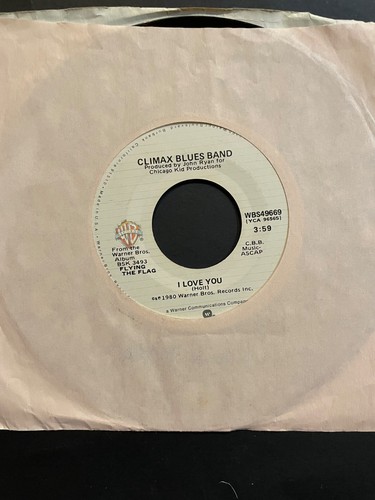 CLIMAX BLUES BAND
Produced by John Ryan for
Chicago Kid Productions
WBS49669
(YCA 96965)
3:59
C.B.B.
Music-
ASCAP
From the
Warner Bros.
Album
BSK 3493
FLYING
THE FLAG
I LOVE YOU
(Holt)
1980 Warner Bros. Records Inc.
a Warner Communications Company